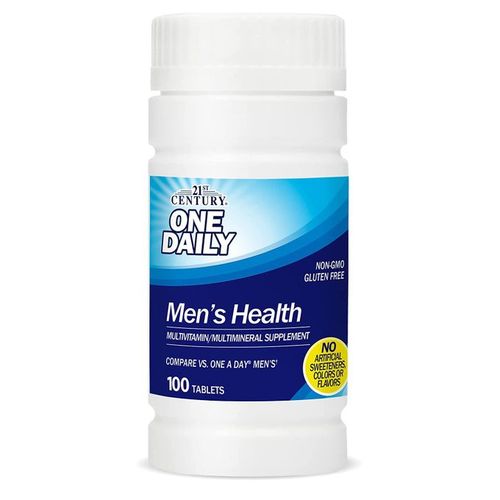 21ST
CENTURY®
ONE
DAILY
NON-GMO
GLUTEN FREE
Men's Health
MULTIVITAMIN/MULTIMINERAL SUPPLEMENT
COMPARE VS. ONE A DAY® MEN'S†
100 TABLETS
NO
ARTIFICIAL
SWEETENERS,
COLORS OR
FLAVORS